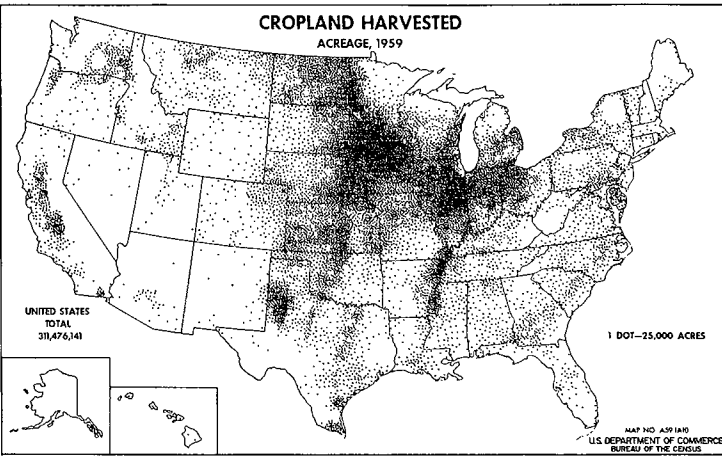 CROPLAND HARVESTED
ACREAGE, 1959
UNITED STATES
TOTAL
311,476,141
1 DOT—25,000 ACRES
MAP NO. A59 IA10
U.S. DEPARTMENT OF COMMERCE
BUREAU OF THE CENSUS